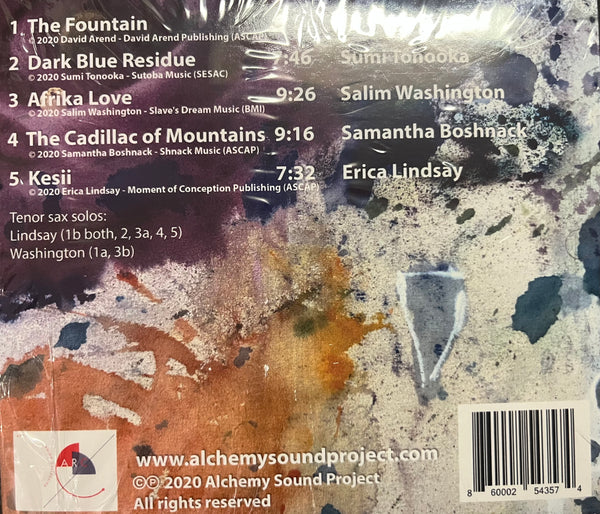 1. The Fountain
© 2020 David Arend - David Arend Publishing (ASCAP)
2 Dark Blue Residue 7:46 Sumi Tonooka
© 2020 Sumi Tonooka - Sutoba Music (SESAC)
3 Afrika Love 9:26 Salim Washington
© 2020 Salim Washington - Slave's Dream Music (BMI)
4 The Cadillac of Mountains 9:16 Samantha Boshnack
© 2020 Samantha Boshnack - Shnack Music (ASCAP)
5. Kesii 7:32 Erica Lindsay
© 2020 Erica Lindsay - Moment of Conception Publishing (ASCAP)
Tenor sax solos:
Lindsay (1b both, 2, 3a, 4, 5)
Washington (1a, 3b)
ARC
www.alchemysoundproject.com
©℗ 2020 Alchemy Sound Project
All rights reserved
8 60002 54357 4